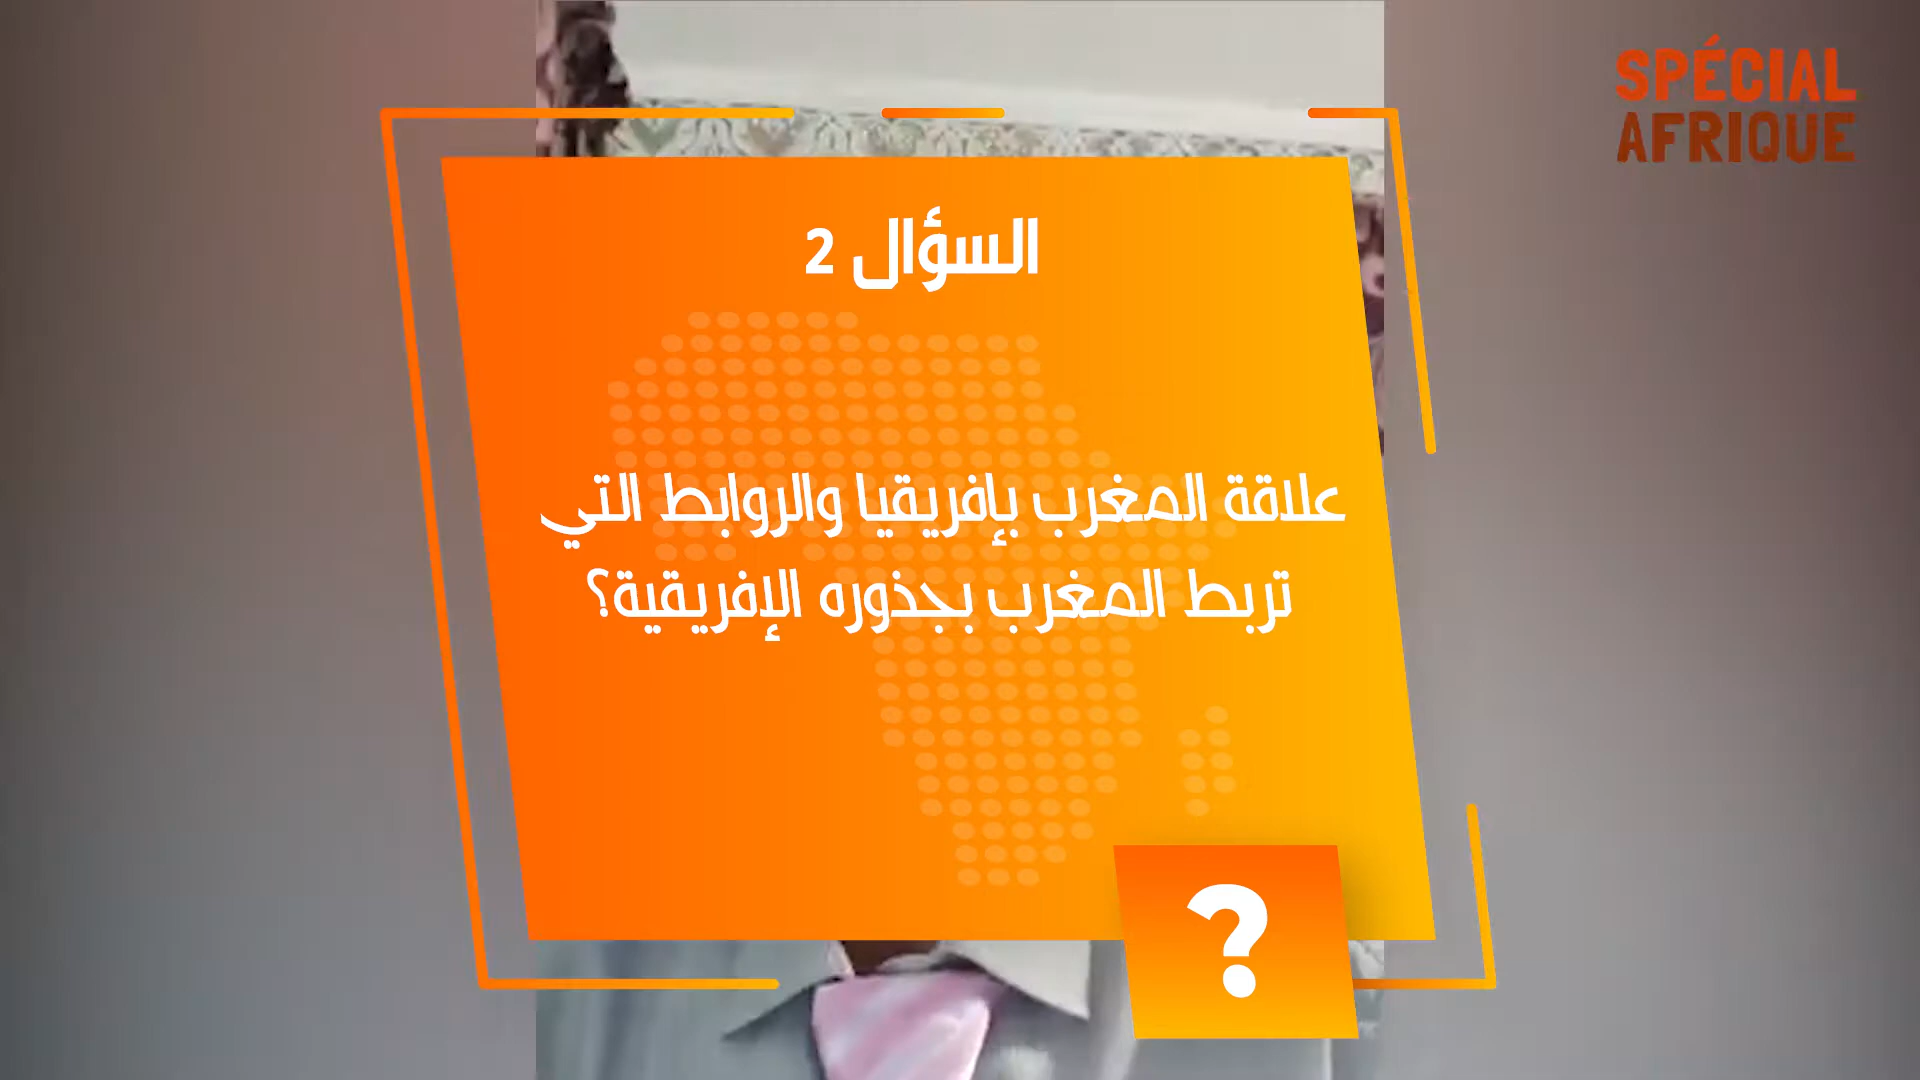 SPÉCIAL
AFRIQUE
السؤال 2
علاقة المغرب بإفريقيا والروابط التي
تربط المغرب بجذوره الإفريقية؟
?